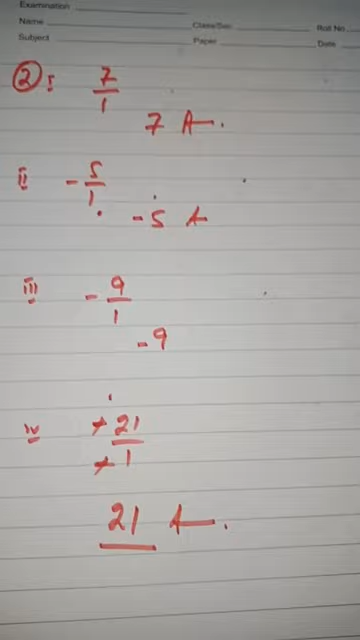 Examination
Name Class/Sec Roll No
Subject Paper Date
② i 7/1
7 A.
ii -5/1
-5 A
iii -9/1
-9
iv +21/+1
21 A.